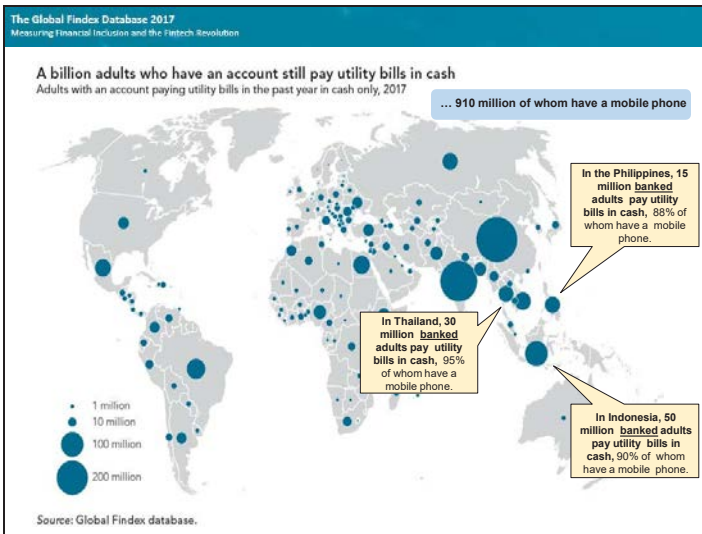 The Global Findex Database 2017
Measuring Financial Inclusion and the Fintech Revolution
A billion adults who have an account still pay utility bills in cash
Adults with an account paying utility bills in the past year in cash only, 2017
... 910 million of whom have a mobile phone
In the Philippines, 15
million banked
adults pay utility
bills in cash, 88% of
whom have a mobile
phone.
In Thailand, 30
million banked
adults pay utility
bills in cash, 95%
of whom have a
mobile phone.
In Indonesia, 50
million banked adults
pay utility bills in
cash, 90% of whom
have a mobile phone.
1 million
10 million
100 million
200 million
Source: Global Findex database.